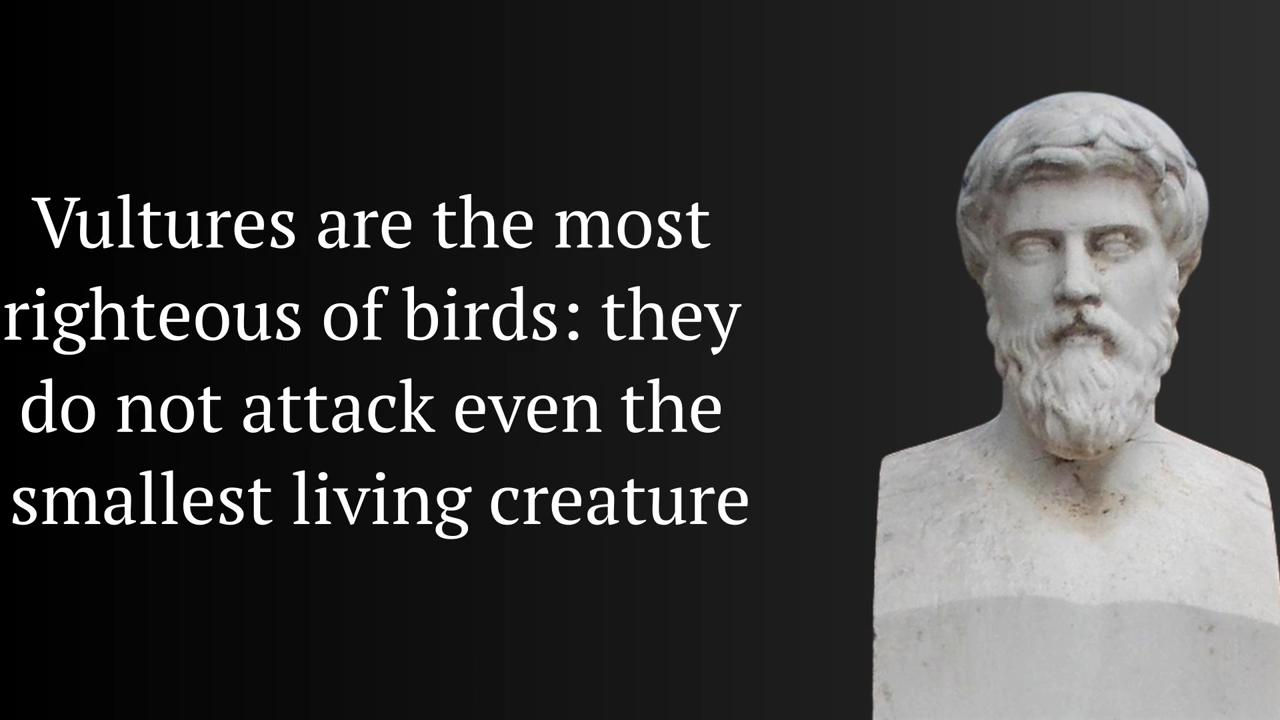 Vultures are the most
righteous of birds: they
do not attack even the
smallest living creature